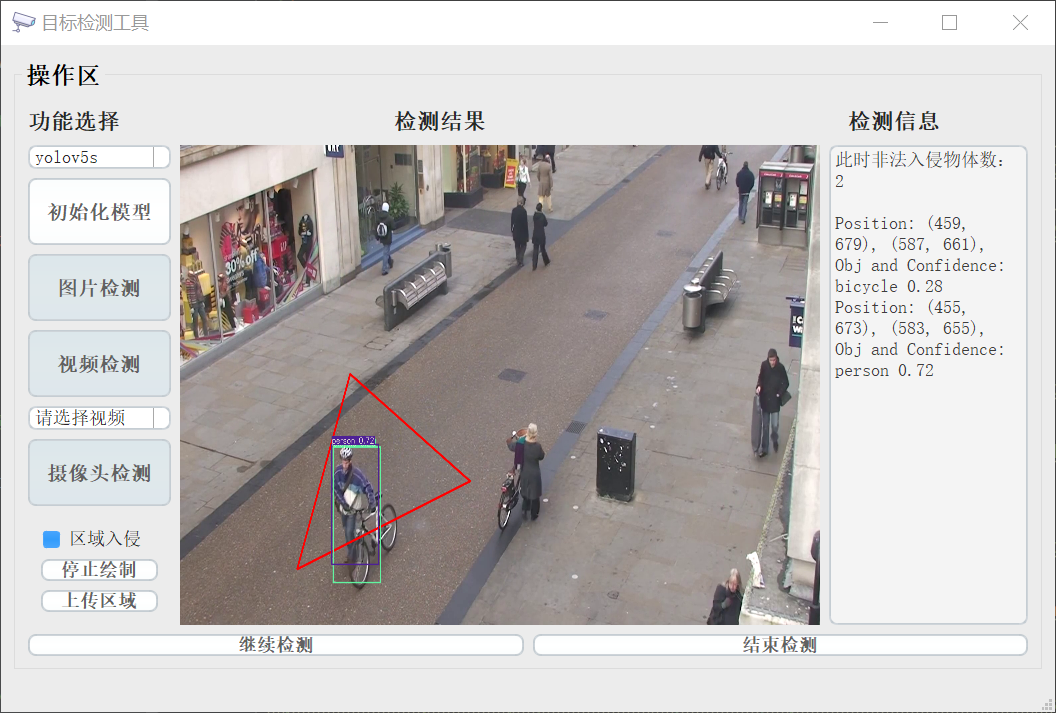 目标检测工具
操作区
功能选择
检测结果
检测信息
yolov5s
初始化模型
图片检测
视频检测
请选择视频
摄像头检测
区域入侵
停止绘制
上传区域
30% off
person 0.72
此时非法入侵物体数:
2
Position: (459,
679), (587, 661),
Obj and Confidence:
bicycle 0.28
Position: (455,
673), (583, 655),
Obj and Confidence:
person 0.72
继续检测
结束检测